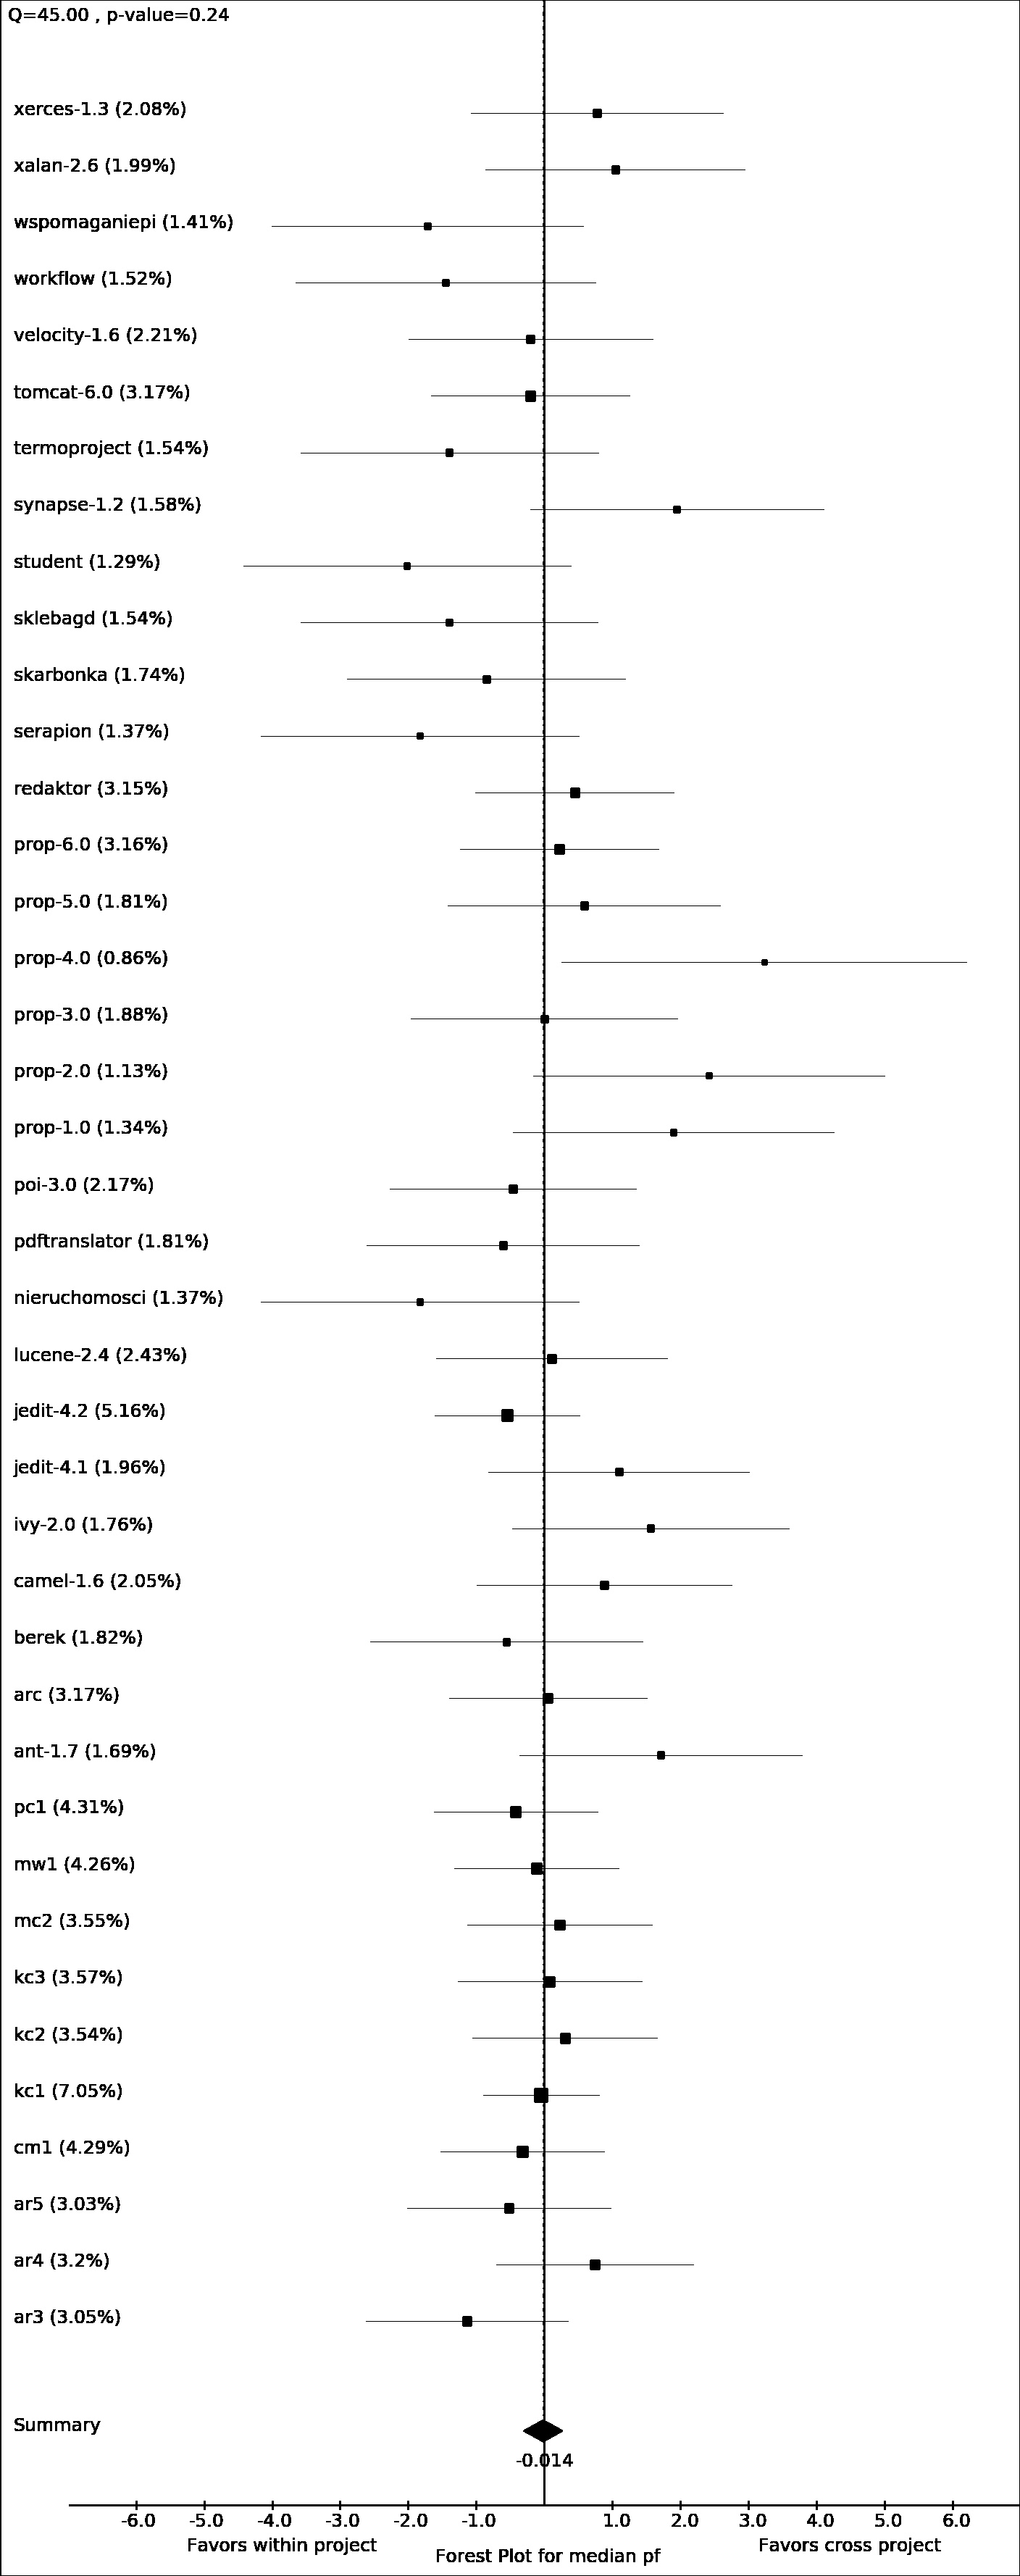 Q=45.00 , p-value=0.24
xerces-1.3 (2.08%)
xalan-2.6 (1.99%)
wspomaganiepi (1.41%)
workflow (1.52%)
velocity-1.6 (2.21%)
tomcat-6.0 (3.17%)
termoproject (1.54%)
synapse-1.2 (1.58%)
student (1.29%)
sklebagd (1.54%)
skarbonka (1.74%)
serapion (1.37%)
redaktor (3.15%)
prop-6.0 (3.16%)
prop-5.0 (1.81%)
prop-4.0 (0.86%)
prop-3.0 (1.88%)
prop-2.0 (1.13%)
prop-1.0 (1.34%)
poi-3.0 (2.17%)
pdftranslator (1.81%)
nieruchomosci (1.37%)
lucene-2.4 (2.43%)
jedit-4.2 (5.16%)
jedit-4.1 (1.96%)
ivy-2.0 (1.76%)
camel-1.6 (2.05%)
berek (1.82%)
arc (3.17%)
ant-1.7 (1.69%)
pc1 (4.31%)
mw1 (4.26%)
mc2 (3.55%)
kc3 (3.57%)
kc2 (3.54%)
kc1 (7.05%)
cm1 (4.29%)
ar5 (3.03%)
ar4 (3.2%)
ar3 (3.05%)
Summary
-0.014
-6.0 -5.0 -4.0 -3.0 -2.0 -1.0 1.0 2.0 3.0 4.0 5.0 6.0
Favors within project Favors cross project
Forest Plot for median pf